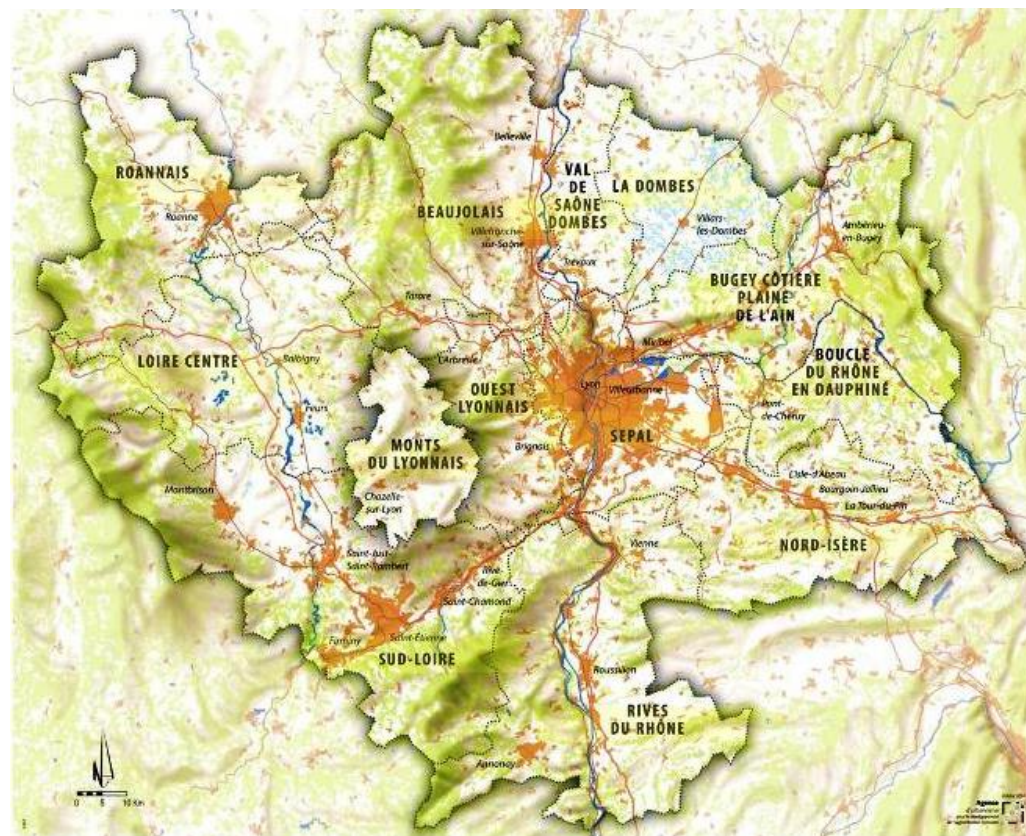 Belleville
ROANNAIS
VAL
DE
SAÔNE
DOMBES
LA DOMBES
Roanne
BEAUJOLAIS
Villefranche-
sur-Saône
Villars-
les-Dombes
Ambérieu-
en-Bugey
Trévoux
BUGEY CÔTIÈRE
PLAINE
DE L'AIN
Tarare
LOIRE CENTRE
Balbigny
L'Arbresle
BOUCLE
DU RHÔNE
EN DAUPHINÉ
OUEST
LYONNAIS
Lyon
Villeurbanne
Pont-
de-Chéruy
Feurs
MONTS
DU LYONNAIS
SEPAL
Brignais
Montbrison
Chazelle-
sur-Lyon
L'Isle-d'Abeau
Bourgoin-Jallieu
La Tour-du-Pin
Saint-Just-
Saint-Rambert
Vienne
NORD-ISÈRE
Rive-
de-Gier
Saint-Chamond
Firminy
Saint-Étienne
SUD-LOIRE
Roussillon
RIVES
DU RHÔNE
Annonay
N
0 5 10 Km
Agence
d'urbanisme